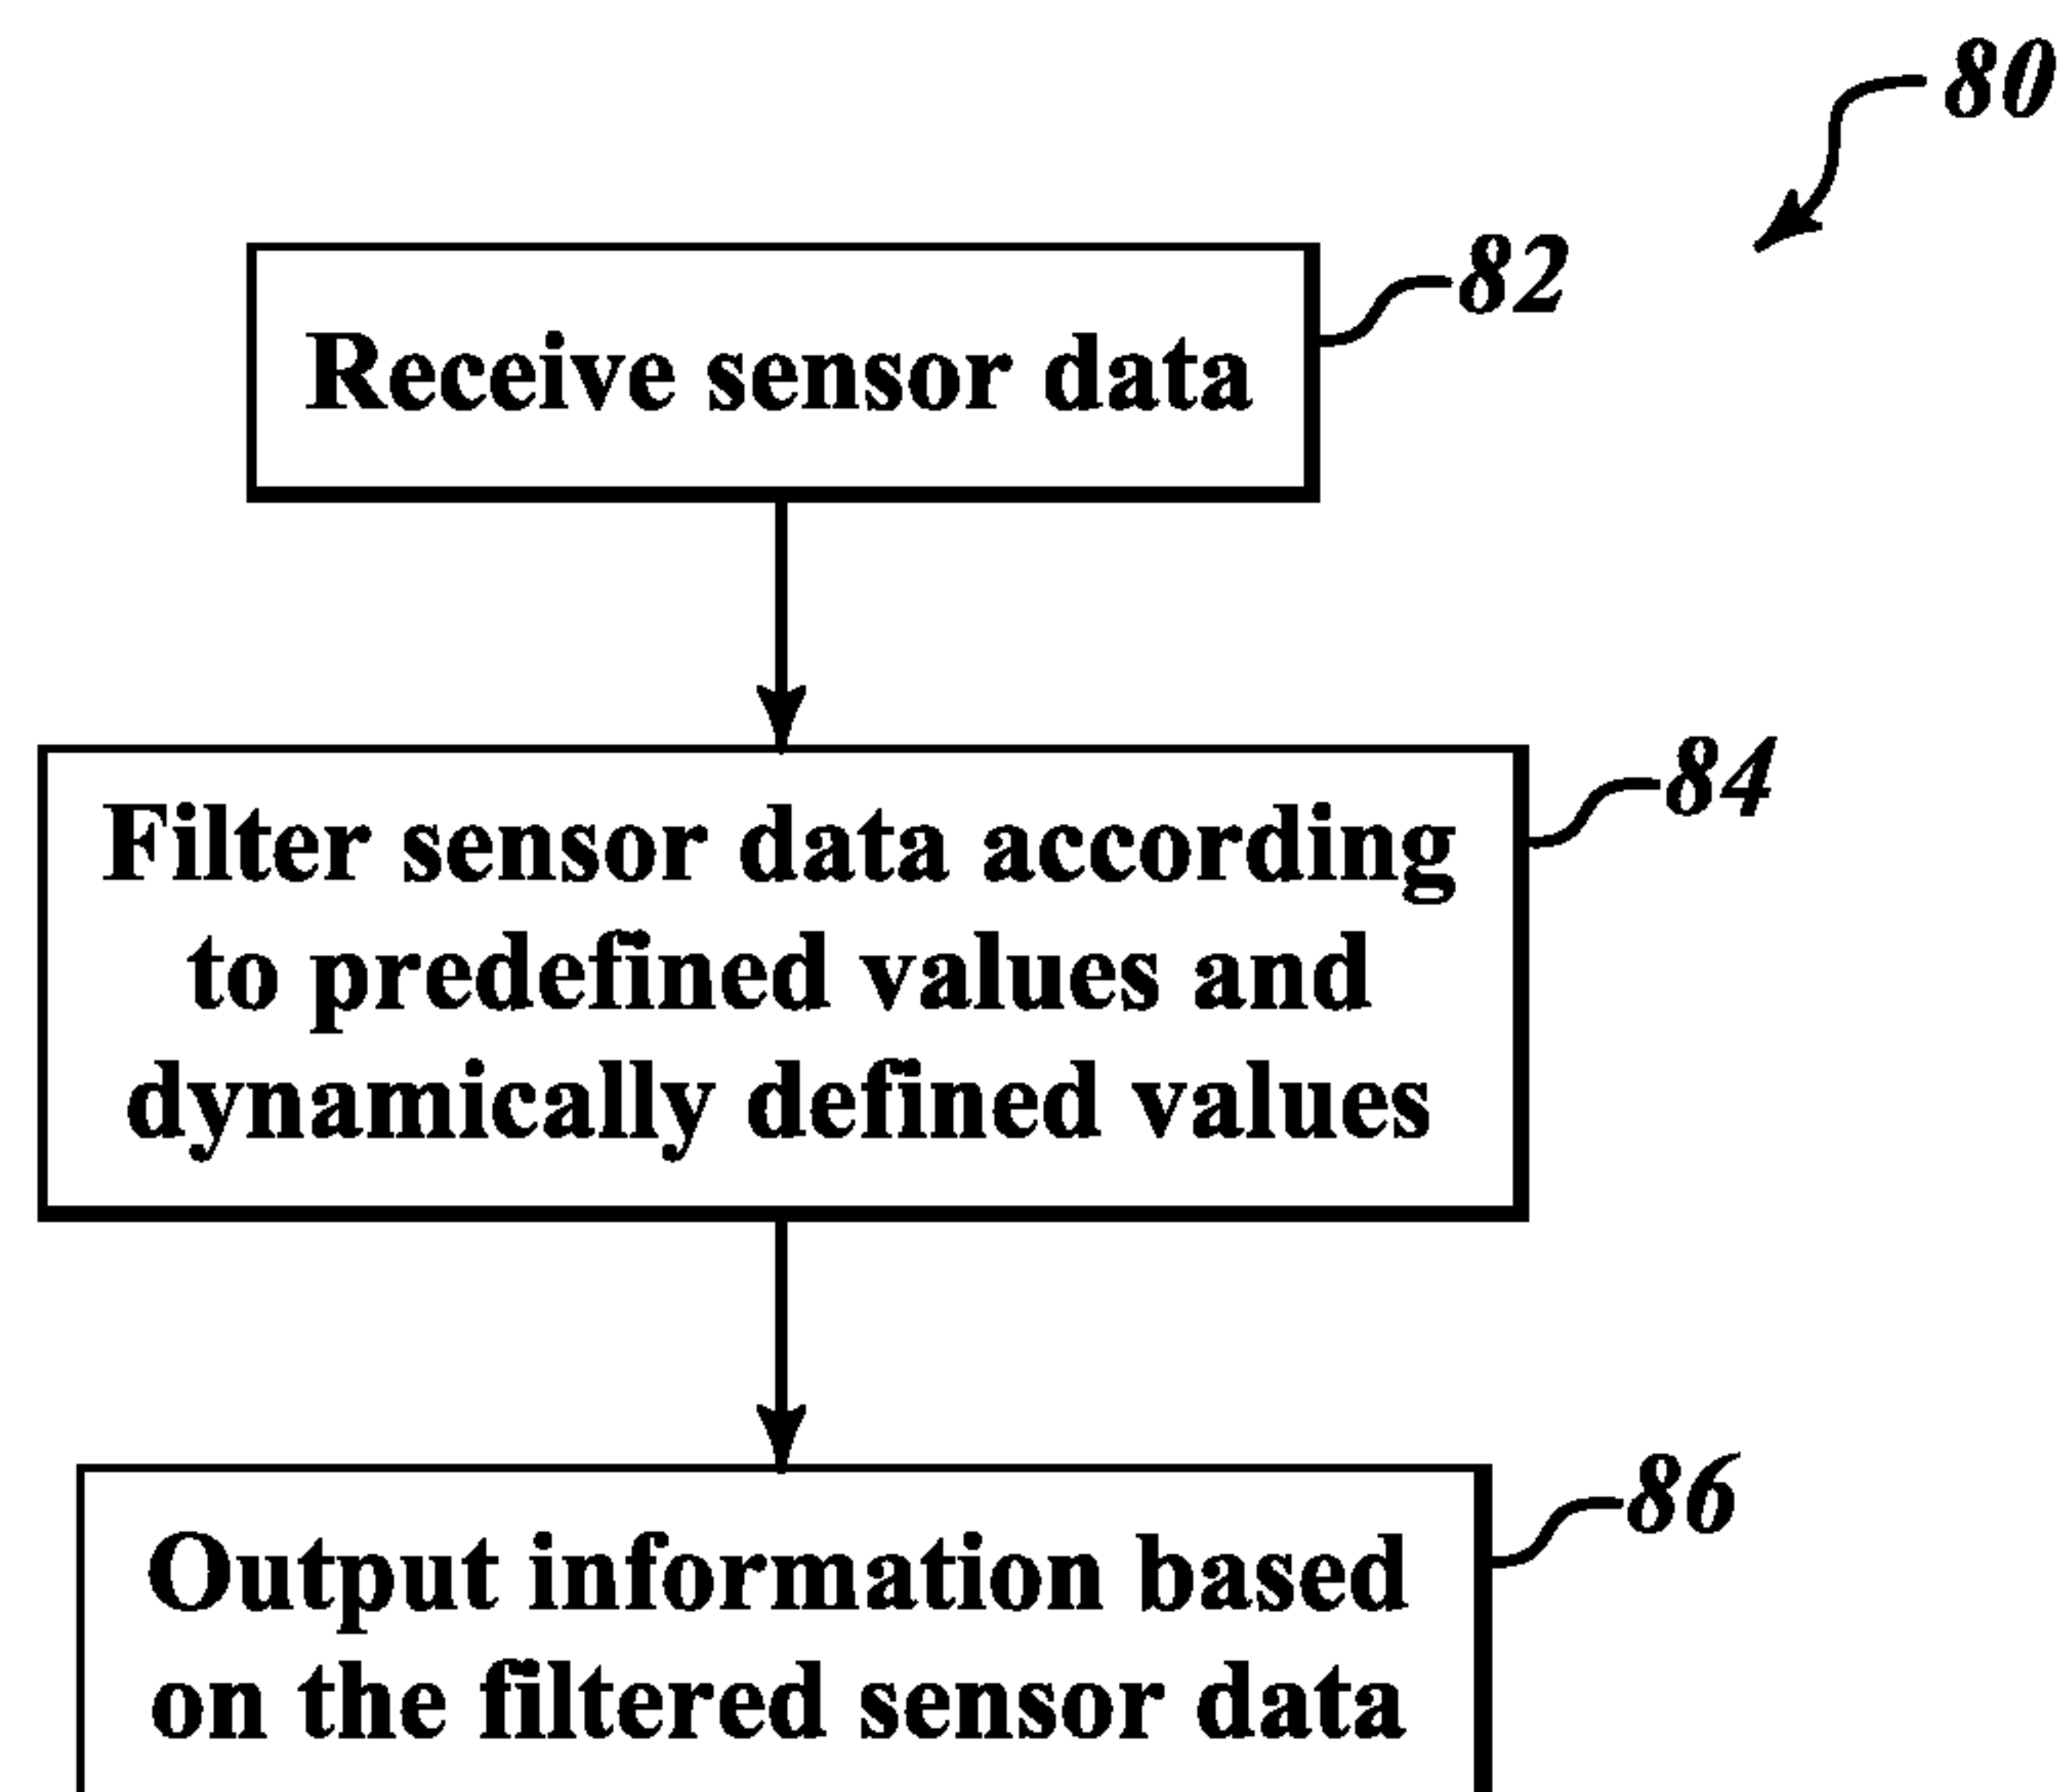 80
82
Receive sensor data
84
Filter sensor data according
to predefined values and
dynamically defined values
86
Output information based
on the filtered sensor data